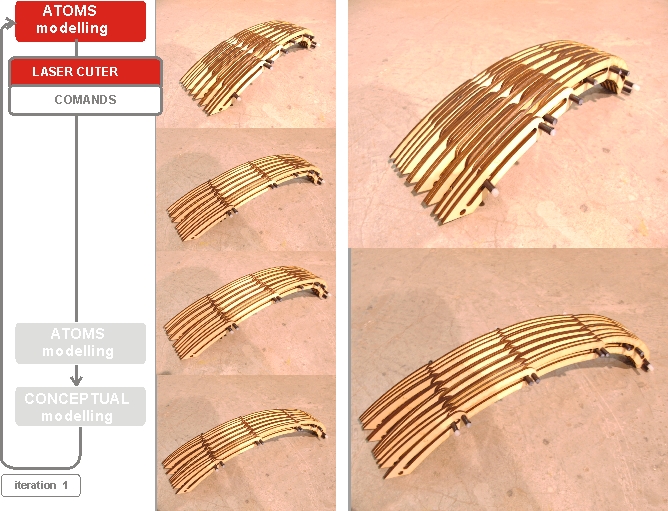 ATOMS
modelling
LASER CUTER
COMANDS
ATOMS
modelling
CONCEPTUAL
modelling
iteration 1